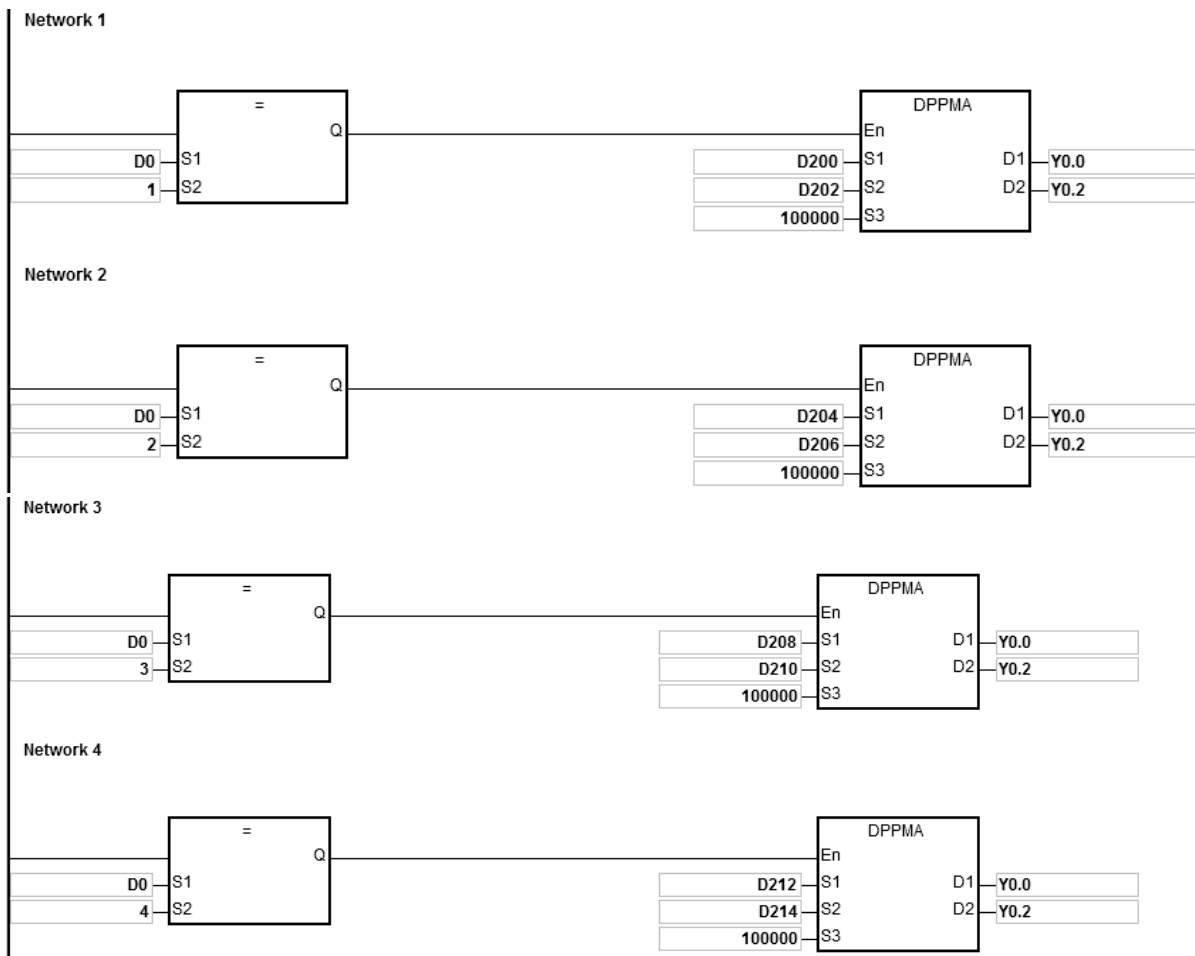 Network 1
= DPPMA
Q En
D0 S1 D200 S1 D1 Y0.0
1 S2 D202 S2 D2 Y0.2
100000 S3
Network 2
= DPPMA
Q En
D0 S1 D204 S1 D1 Y0.0
2 S2 D206 S2 D2 Y0.2
100000 S3
Network 3
= DPPMA
Q En
D0 S1 D208 S1 D1 Y0.0
3 S2 D210 S2 D2 Y0.2
100000 S3
Network 4
= DPPMA
Q En
D0 S1 D212 S1 D1 Y0.0
4 S2 D214 S2 D2 Y0.2
100000 S3